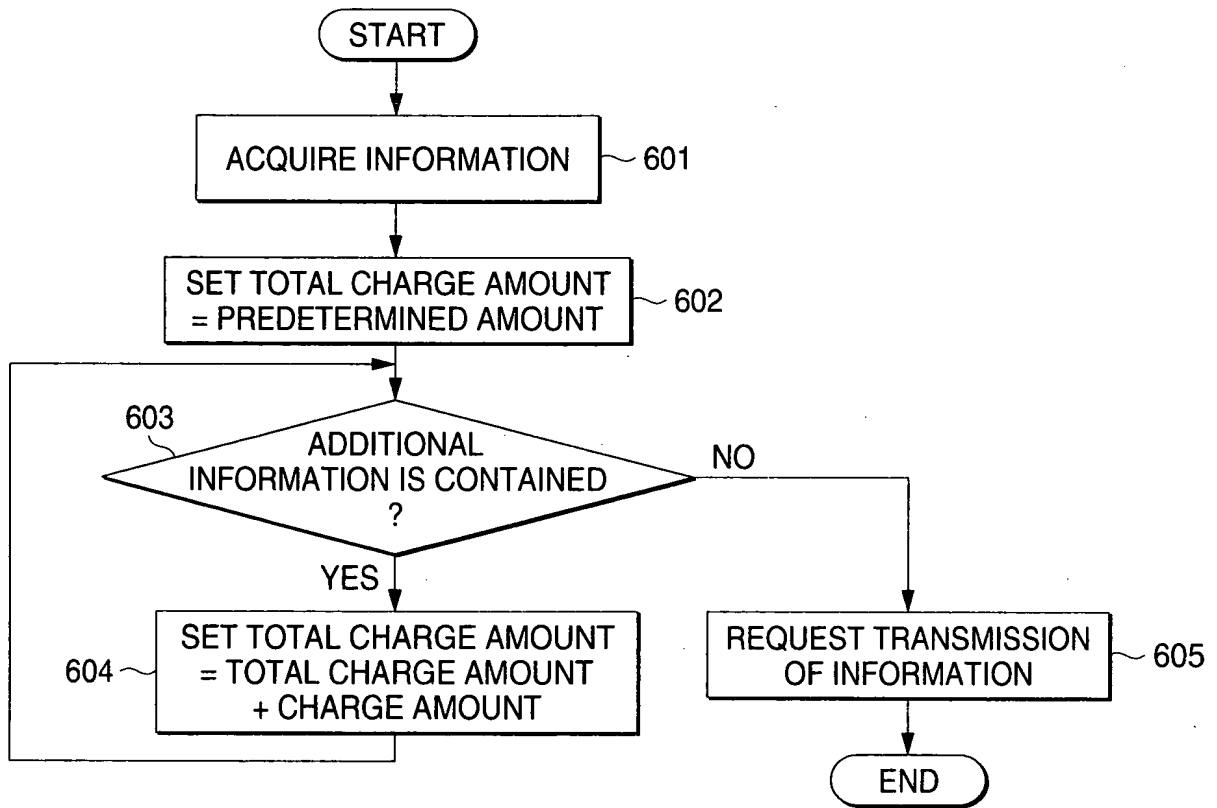 START
ACQUIRE INFORMATION
601
SET TOTAL CHARGE AMOUNT
= PREDETERMINED AMOUNT
602
603
ADDITIONAL
INFORMATION IS CONTAINED
?
NO
YES
SET TOTAL CHARGE AMOUNT
= TOTAL CHARGE AMOUNT
+ CHARGE AMOUNT
604
REQUEST TRANSMISSION
OF INFORMATION
605
END